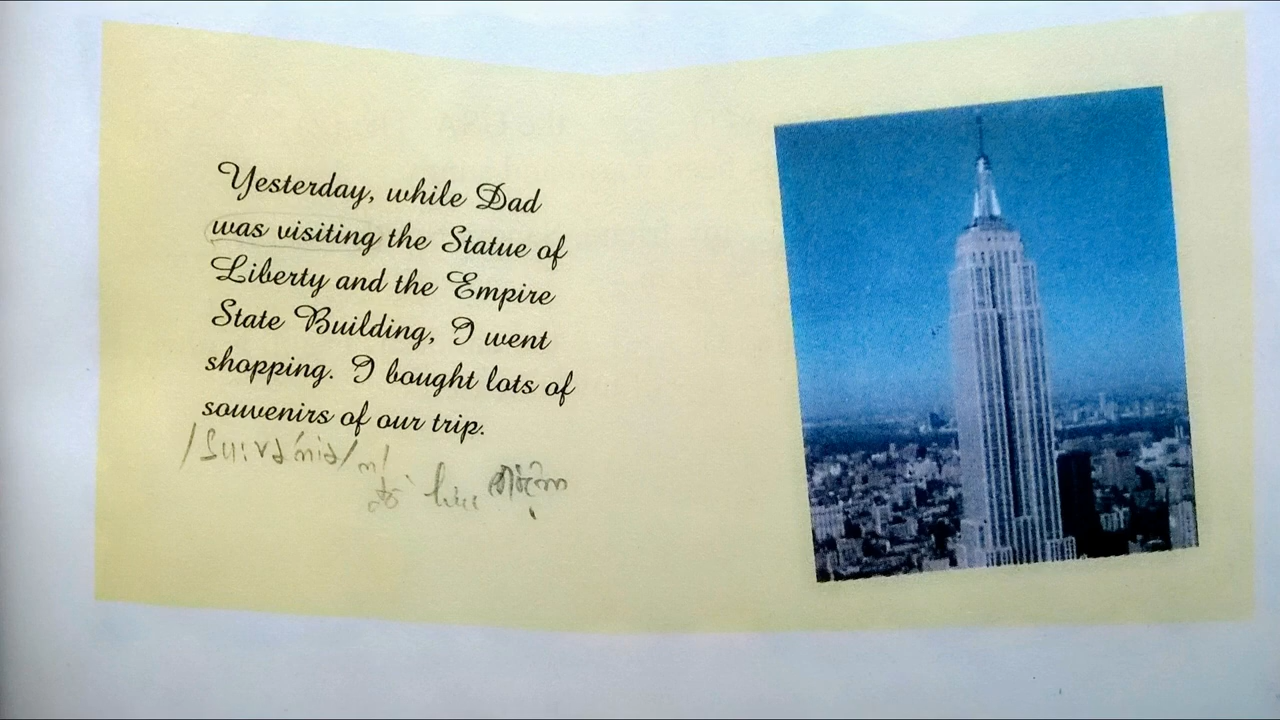 Yesterday, while Dad
was visiting the Statue of
Liberty and the Empire
State Building, I went
shopping. I bought lots of
souvenirs of our trip.